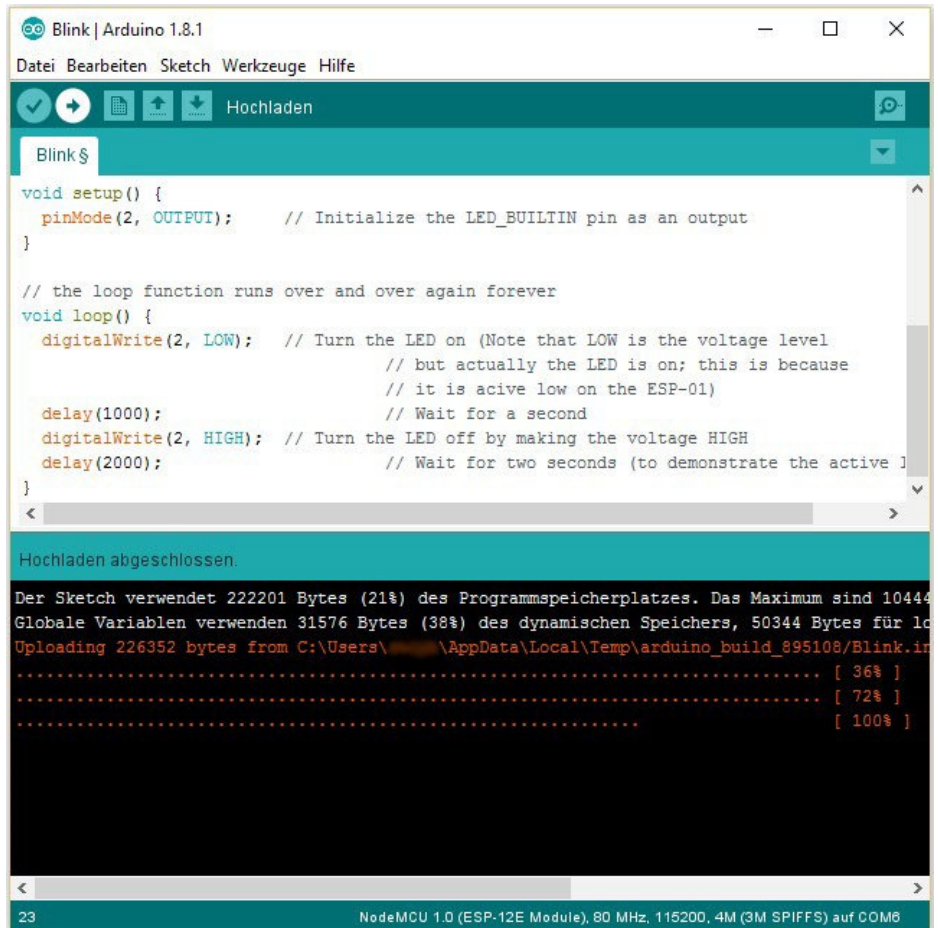 Blink | Arduino 1.8.1
Datei Bearbeiten Sketch Werkzeuge Hilfe
Hochladen
Blink §
void setup() {
  pinMode(2, OUTPUT);     // Initialize the LED_BUILTIN pin as an output
}
// the loop function runs over and over again forever
void loop() {
  digitalWrite(2, LOW);   // Turn the LED on (Note that LOW is the voltage level
                                    // but actually the LED is on; this is because
                                    // it is acive low on the ESP-01)
  delay(1000);                      // Wait for a second
  digitalWrite(2, HIGH);  // Turn the LED off by making the voltage HIGH
  delay(2000);                      // Wait for two seconds (to demonstrate the active
}
Hochladen abgeschlossen.
Der Sketch verwendet 222201 Bytes (21%) des Programmspeicherplatzes. Das Maximum sind 10444
Globale Variablen verwenden 31576 Bytes (38%) des dynamischen Speichers, 50344 Bytes für lo
Uploading 226352 bytes from C:\Users\ \AppData\Local\Temp\arduino_build_895108/Blink.in
................................................................................ [ 36% ]
................................................................................ [ 72% ]
..............................................................                   [ 100% ]
23
NodeMCU 1.0 (ESP-12E Module), 80 MHz, 115200, 4M (3M SPIFFS) auf COM6